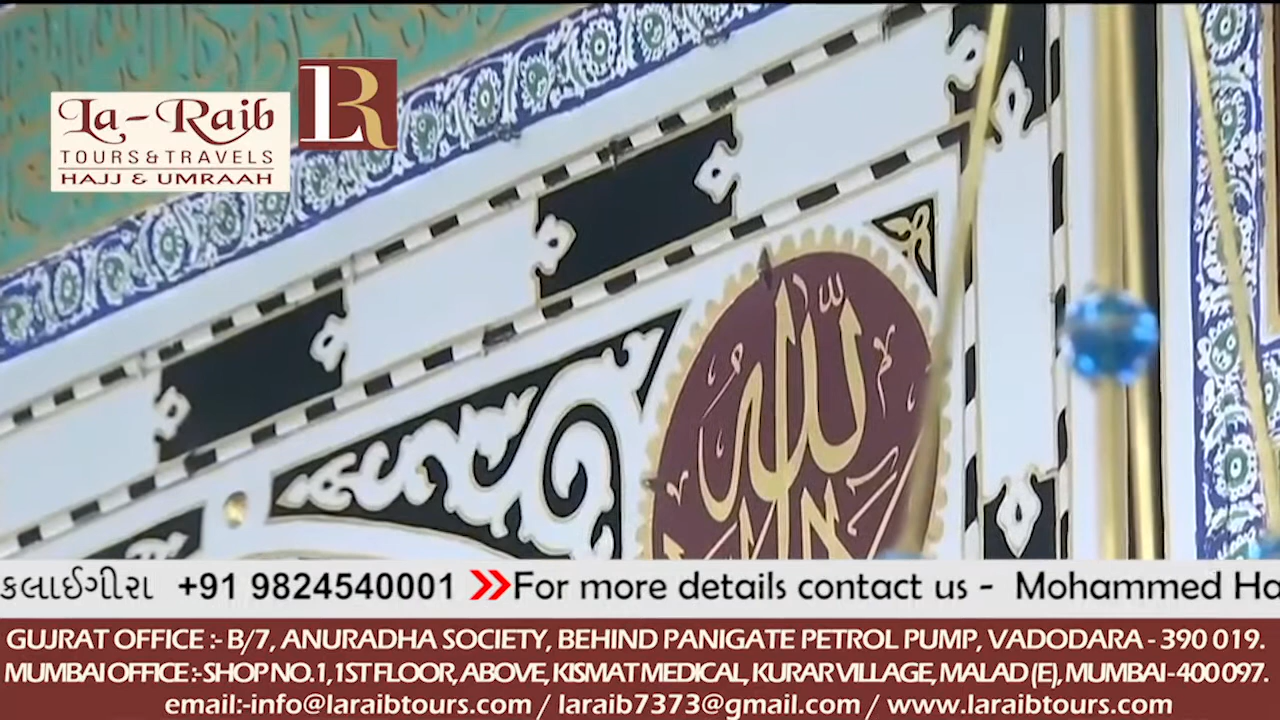 La-Raib
TOURS & TRAVELS
HAJJ & UMRAAH
LR
الله
કલાઈગીરા +91 9824540001 For more details contact us - Mohammed Ha
GUJRAT OFFICE :- B/7, ANURADHA SOCIETY, BEHIND PANIGATE PETROL PUMP, VADODARA - 390 019.
MUMBAI OFFICE :- SHOP NO. 1, 1ST FLOOR, ABOVE, KISMAT MEDICAL, KURAR VILLAGE, MALAD (E), MUMBAI - 400 097.
email:-info@laraibtours.com / laraib7373@gmail.com / www.laraibtours.com